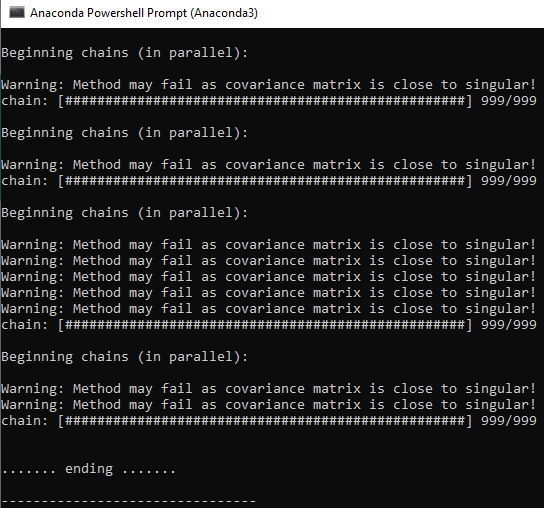 Anaconda Powershell Prompt (Anaconda3)
Beginning chains (in parallel):
Warning: Method may fail as covariance matrix is close to singular!
chain: [##################################################] 999/999
Beginning chains (in parallel):
Warning: Method may fail as covariance matrix is close to singular!
chain: [##################################################] 999/999
Beginning chains (in parallel):
Warning: Method may fail as covariance matrix is close to singular!
Warning: Method may fail as covariance matrix is close to singular!
Warning: Method may fail as covariance matrix is close to singular!
Warning: Method may fail as covariance matrix is close to singular!
Warning: Method may fail as covariance matrix is close to singular!
chain: [##################################################] 999/999
Beginning chains (in parallel):
Warning: Method may fail as covariance matrix is close to singular!
Warning: Method may fail as covariance matrix is close to singular!
chain: [##################################################] 999/999
....... ending .......
--------------------------------